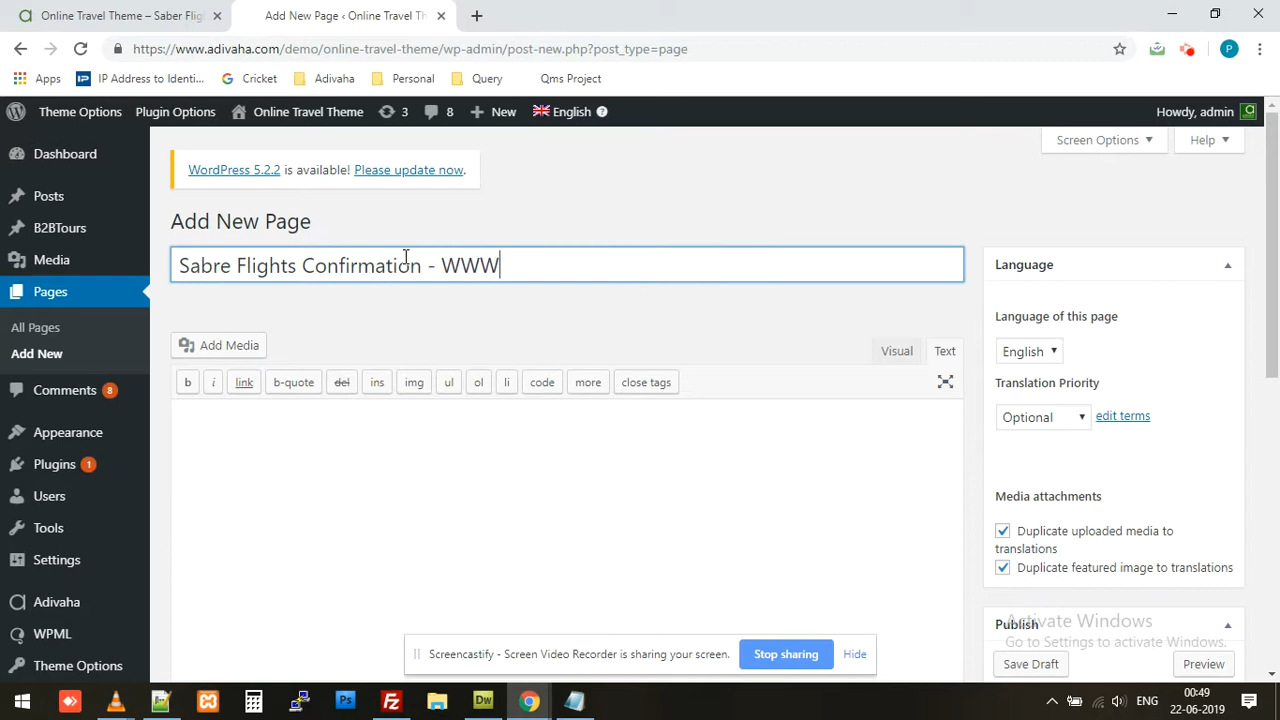 Online Travel Theme – Saber Flig
Add New Page ‹ Online Travel Th
https://www.adivaha.com/demo/online-travel-theme/wp-admin/post-new.php?post_type=page
P
Apps IP Address to Identi... Cricket Adivaha Personal Query Qms Project
Theme Options Plugin Options Online Travel Theme 3 8 New English Howdy, admin
Screen Options Help
Dashboard
Posts
B2BTours
Media
Pages
All Pages
Add New
Comments 8
Appearance
Plugins 1
Users
Tools
Settings
Adivaha
WPML
Theme Options
WordPress 5.2.2 is available! Please update now.
Add New Page
Sabre Flights Confirmation - WWW
Add Media
Visual Text
b i link b-quote del ins img ul ol li code more close tags
Language
Language of this page
English
Translation Priority
Optional edit terms
Media attachments
Duplicate uploaded media to
translations
Duplicate featured image to translations
Publish
Activate Windows
Go to Settings to activate Windows.
Save Draft Preview
Screencastify - Screen Video Recorder is sharing your screen. Stop sharing Hide
ENG
00:49
22-06-2019